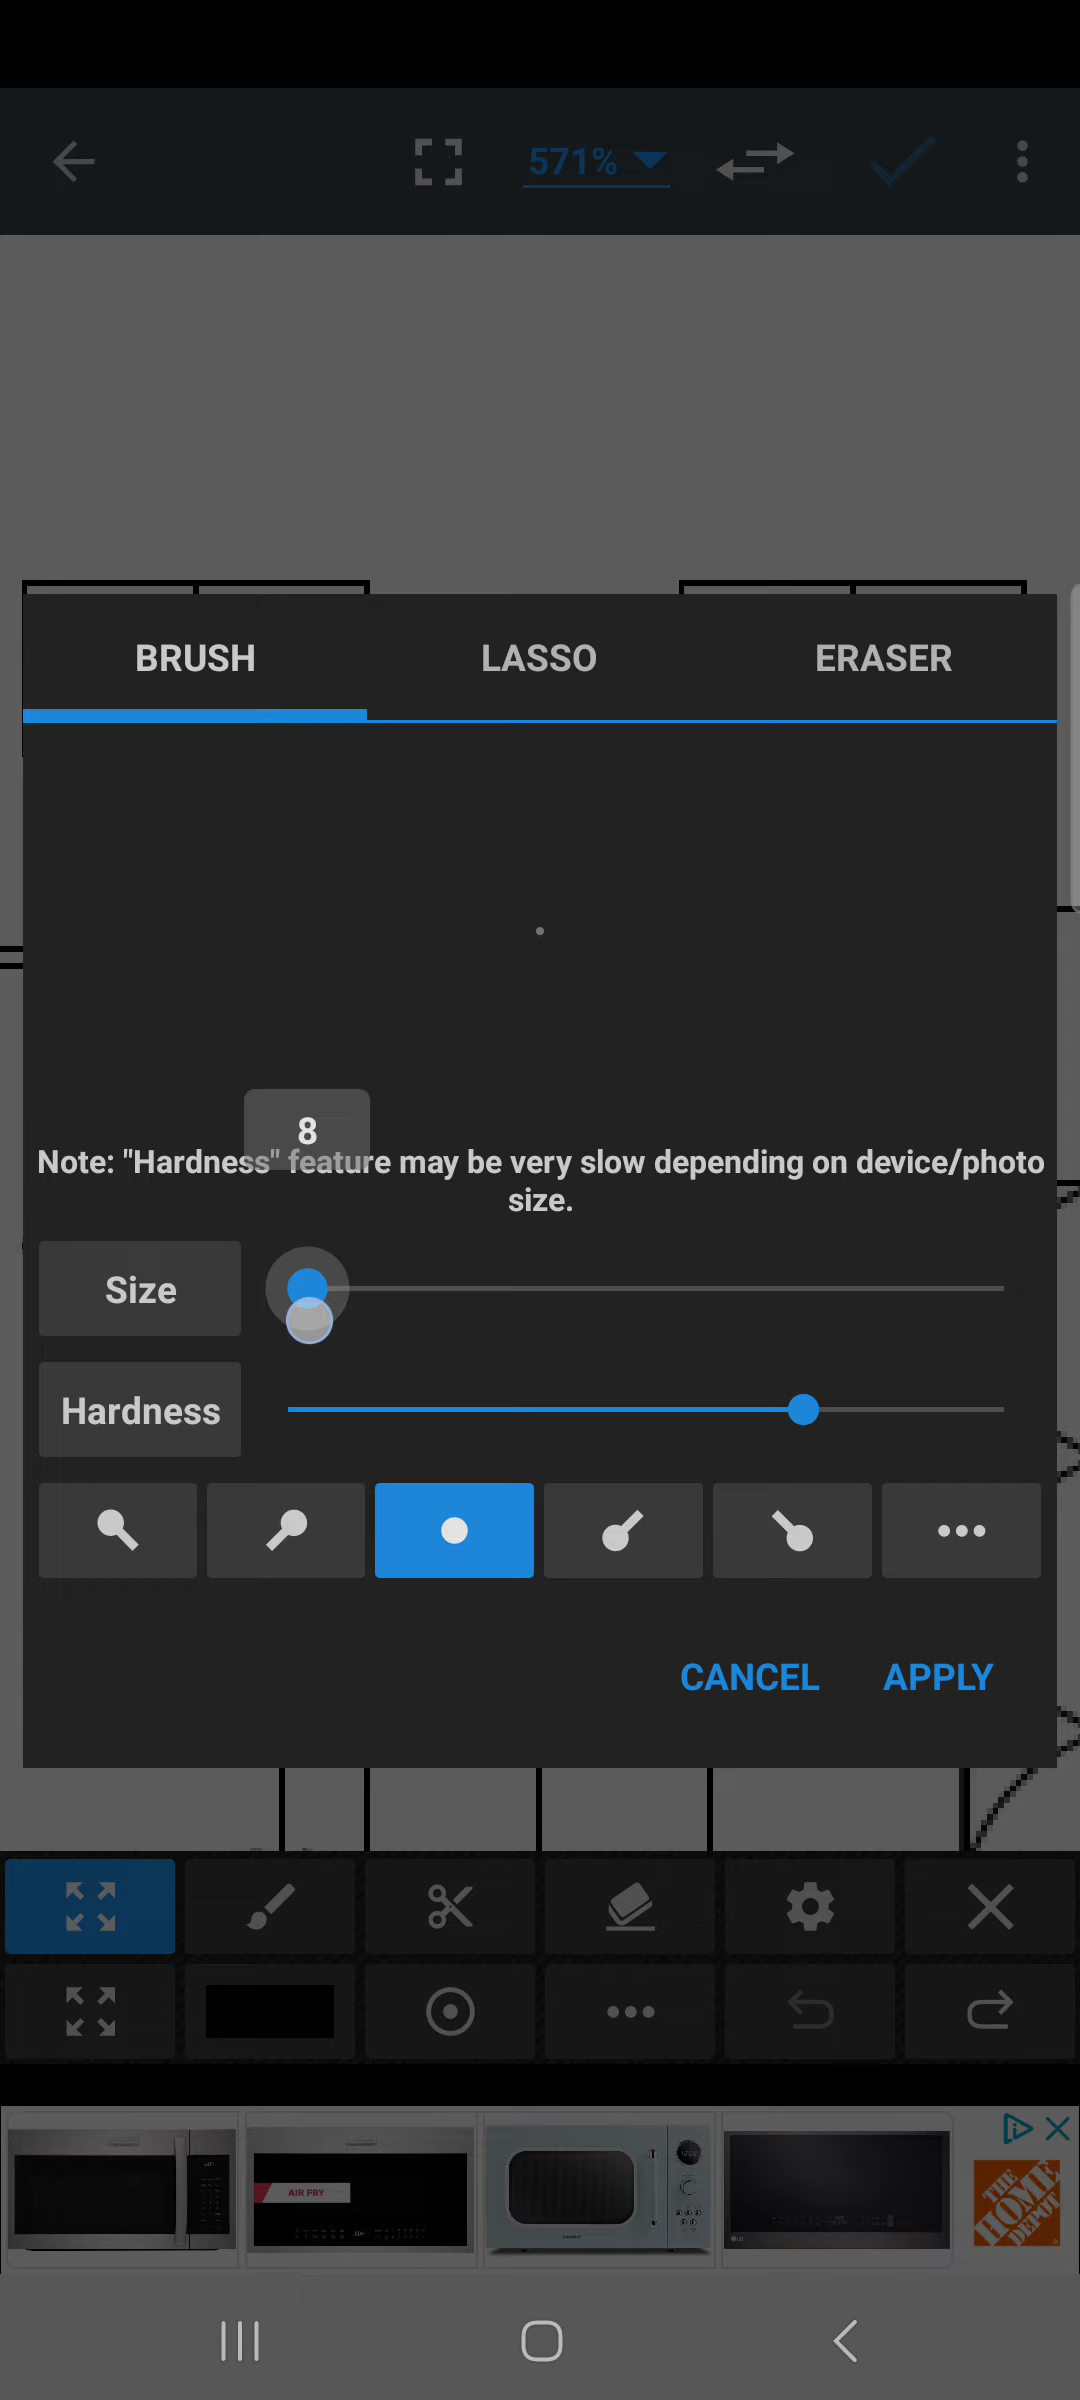 571%
BRUSH LASSO ERASER
8
Note: "Hardness" feature may be very slow depending on device/photo
size.
Size
Hardness
CANCEL APPLY
AIR FRY
THE
HOME
DEPOT
LG